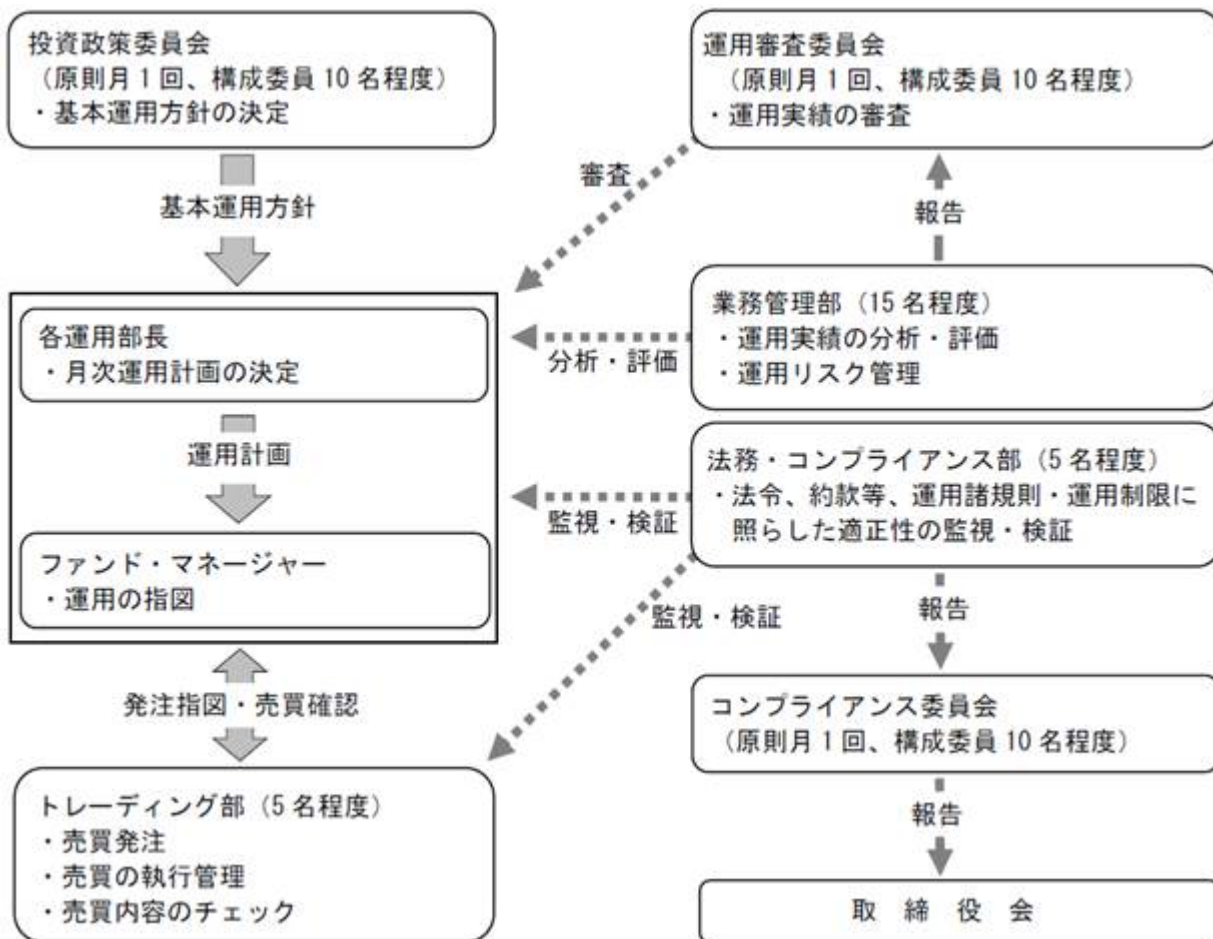 投資政策委員会
（原則月1回、構成委員10名程度）
・基本運用方針の決定
基本運用方針
各運用部長
・月次運用計画の決定
運用計画
ファンド・マネージャー
・運用の指図
発注指図・売買確認
トレーディング部（5名程度）
・売買発注
・売買の執行管理
・売買内容のチェック
運用審査委員会
（原則月1回、構成委員10名程度）
・運用実績の審査
審査
報告
業務管理部（15名程度）
・運用実績の分析・評価
・運用リスク管理
分析・評価
法務・コンプライアンス部（5名程度）
・法令、約款等、運用諸規則・運用制限に
照らした適正性の監視・検証
監視・検証
監視・検証
報告
コンプライアンス委員会
（原則月1回、構成委員10名程度）
報告
取　締　役　会